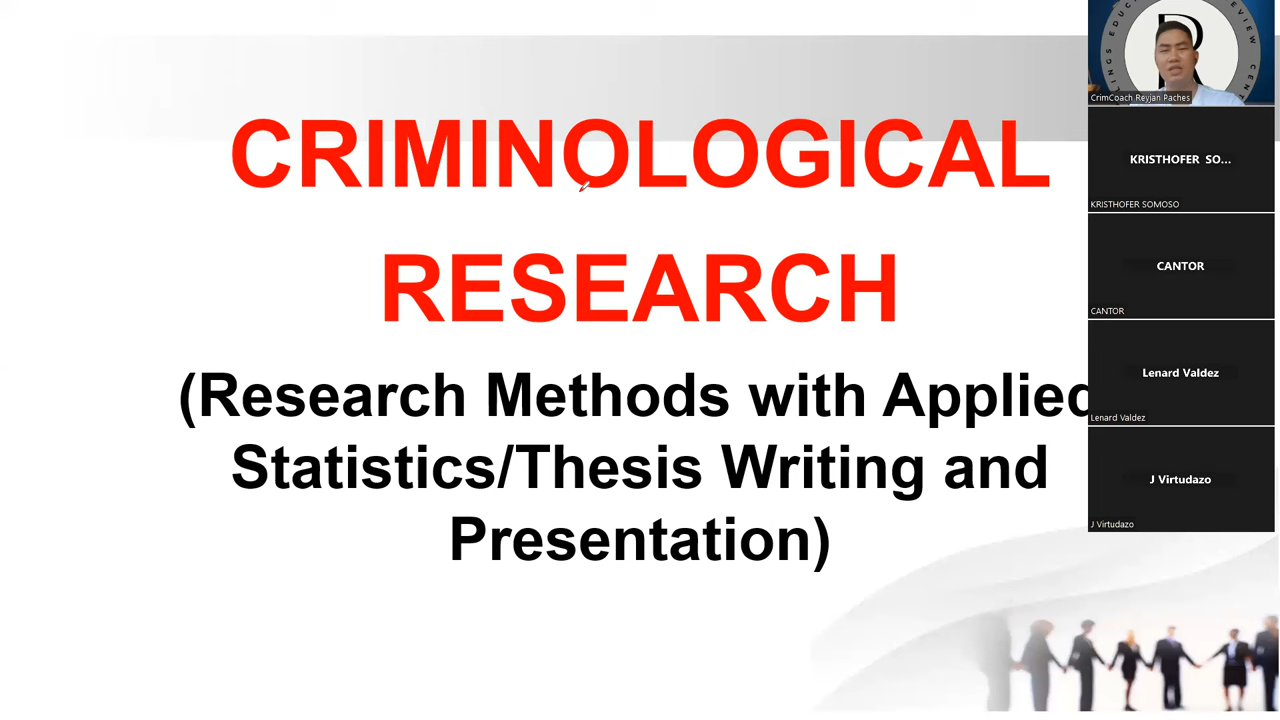 CRIMINOLOGICAL
RESEARCH
(Research Methods with Applied
Statistics/Thesis Writing and
Presentation)
R
CrimCoach Reyjan Paches
KRISTHOFER SO...
KRISTHOFER SOMOSO
CANTOR
CANTOR
Lenard Valdez
Lenard Valdez
J Virtudazo
J Virtudazo